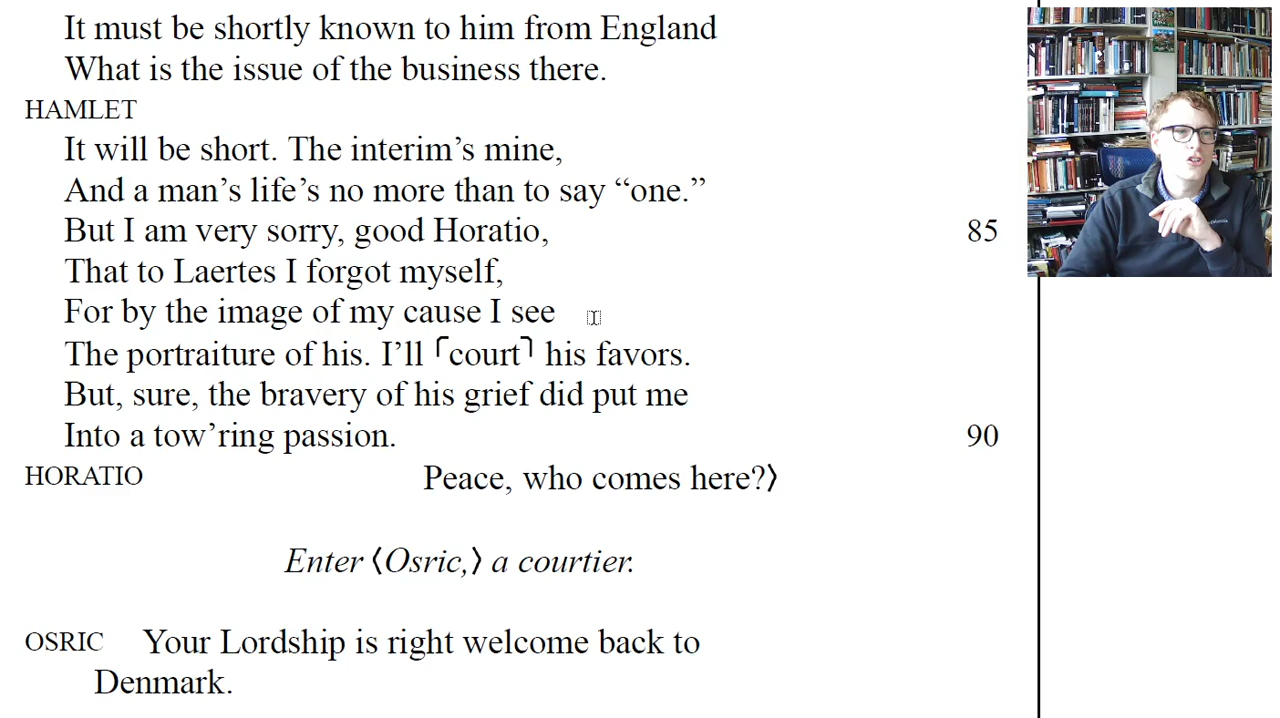 It must be shortly known to him from England
What is the issue of the business there.
HAMLET
It will be short. The interim’s mine,
And a man’s life’s no more than to say “one.”
But I am very sorry, good Horatio, 85
That to Laertes I forgot myself,
For by the image of my cause I see
The portraiture of his. I’ll ⌜court⌝ his favors.
But, sure, the bravery of his grief did put me
Into a tow’ring passion. 90
HORATIO Peace, who comes here?⟩
Enter ⟨Osric,⟩ a courtier.
OSRIC Your Lordship is right welcome back to
Denmark.